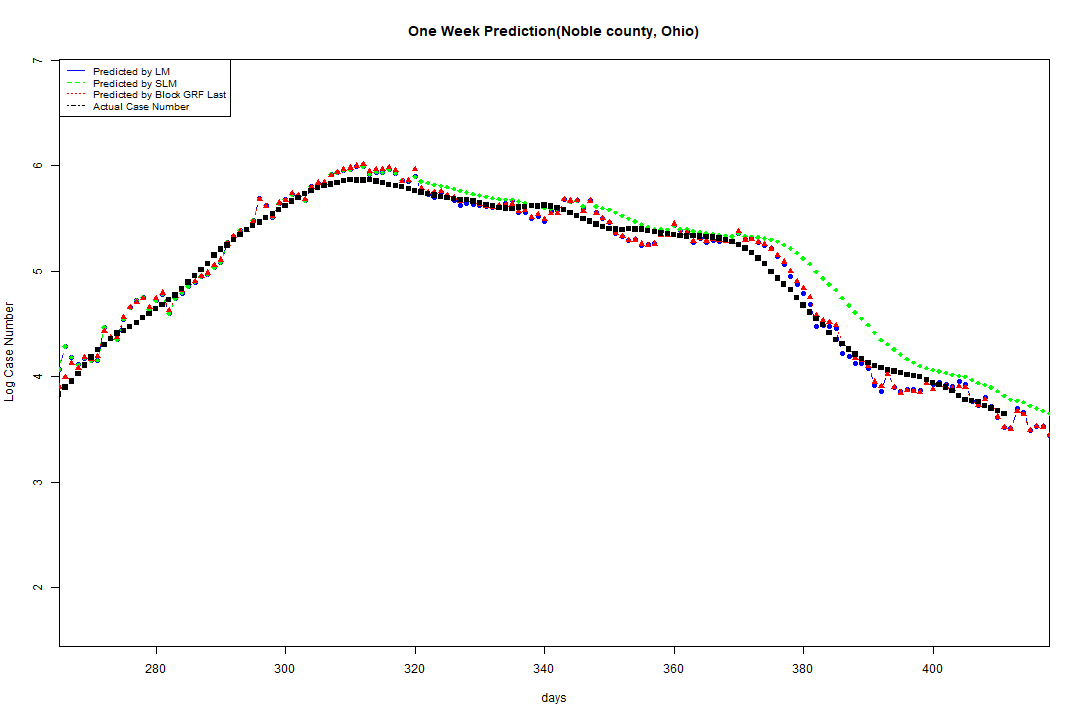 One Week Prediction(Noble county, Ohio)
Predicted by LM
Predicted by SLM
Predicted by Block GRF Last
Actual Case Number
7
6
5
4
3
2
Log Case Number
280 300 320 340 360 380 400
days